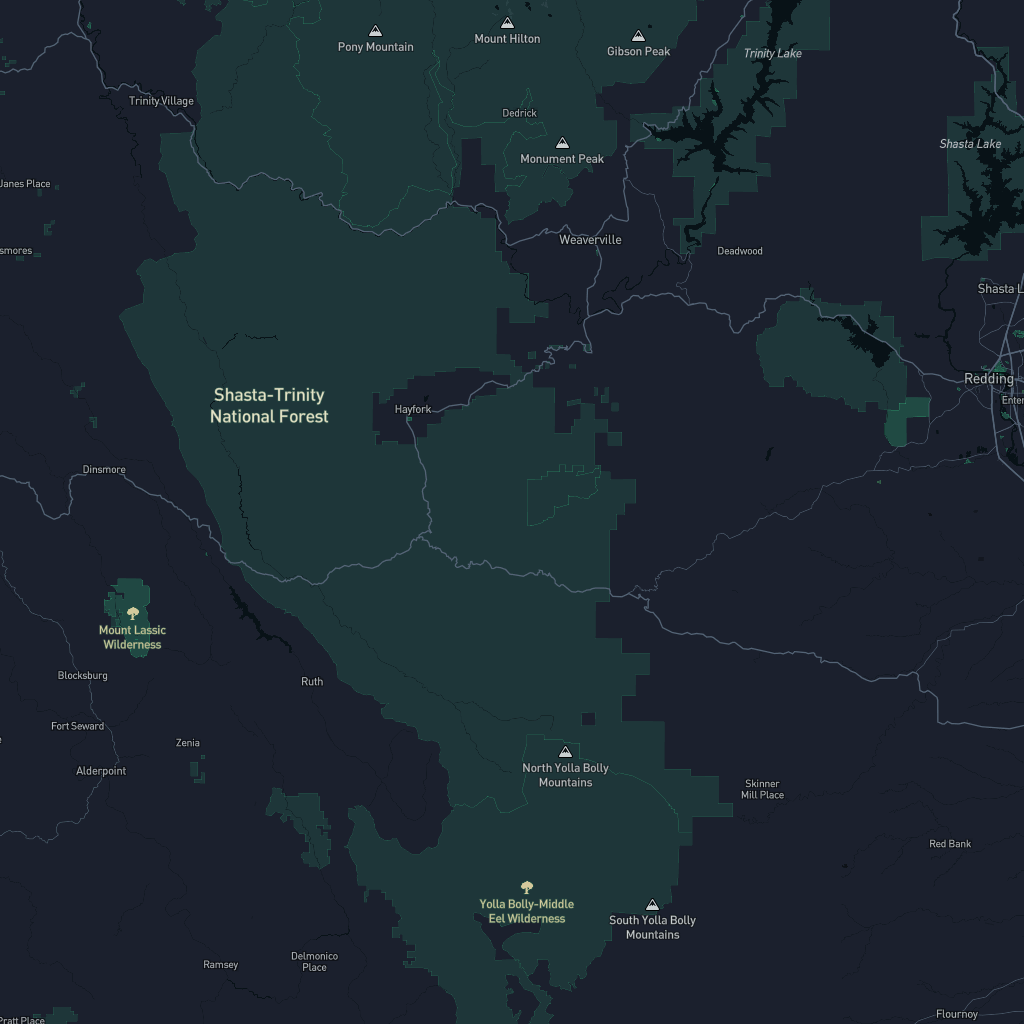 Mount Hilton
Pony Mountain
Gibson Peak
Trinity Lake
Trinity Village
Dedrick
Shasta Lake
Monument Peak
Janes Place
Weaverville
smores
Deadwood
Shasta L
Redding
Shasta-Trinity
National Forest
Enter
Hayfork
Dinsmore
Mount Lassic
Wilderness
Blocksburg
Ruth
Fort Seward
Zenia
Alderpoint
North Yolla Bolly
Mountains
Skinner
Mill Place
Red Bank
Yolla Bolly-Middle
Eel Wilderness
South Yolla Bolly
Mountains
Delmonico
Place
Ramsey
Flournoy
Pratt Place